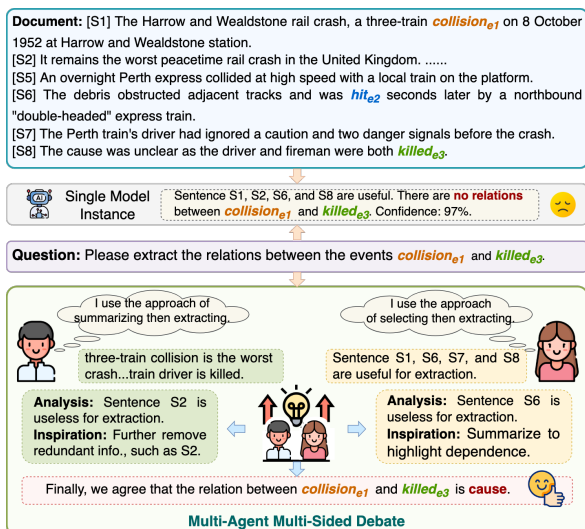 Document: [S1] The Harrow and Wealdstone rail crash, a three-train collision_e1 on 8 October
1952 at Harrow and Wealdstone station.
[S2] It remains the worst peacetime rail crash in the United Kingdom. ......
[S5] An overnight Perth express collided at high speed with a local train on the platform.
[S6] The debris obstructed adjacent tracks and was hit_e2 seconds later by a northbound
"double-headed" express train.
[S7] The Perth train's driver had ignored a caution and two danger signals before the crash.
[S8] The cause was unclear as the driver and fireman were both killed_e3.
AI
Single Model
Instance
Sentence S1, S2, S6, and S8 are useful. There are no relations
between collision_e1 and killed_e3. Confidence: 97%.
Question: Please extract the relations between the events collision_e1 and killed_e3.
I use the approach of
summarizing then extracting.
three-train collision is the worst
crash...train driver is killed.
Analysis: Sentence S2 is
useless for extraction.
Inspiration: Further remove
redundant info., such as S2.
I use the approach
of selecting then extracting.
Sentence S1, S6, S7, and S8
are useful for extraction.
Analysis: Sentence S6 is
useless for extraction.
Inspiration: Summarize to
highlight dependence.
Finally, we agree that the relation between collision_e1 and killed_e3 is cause.
Multi-Agent Multi-Sided Debate